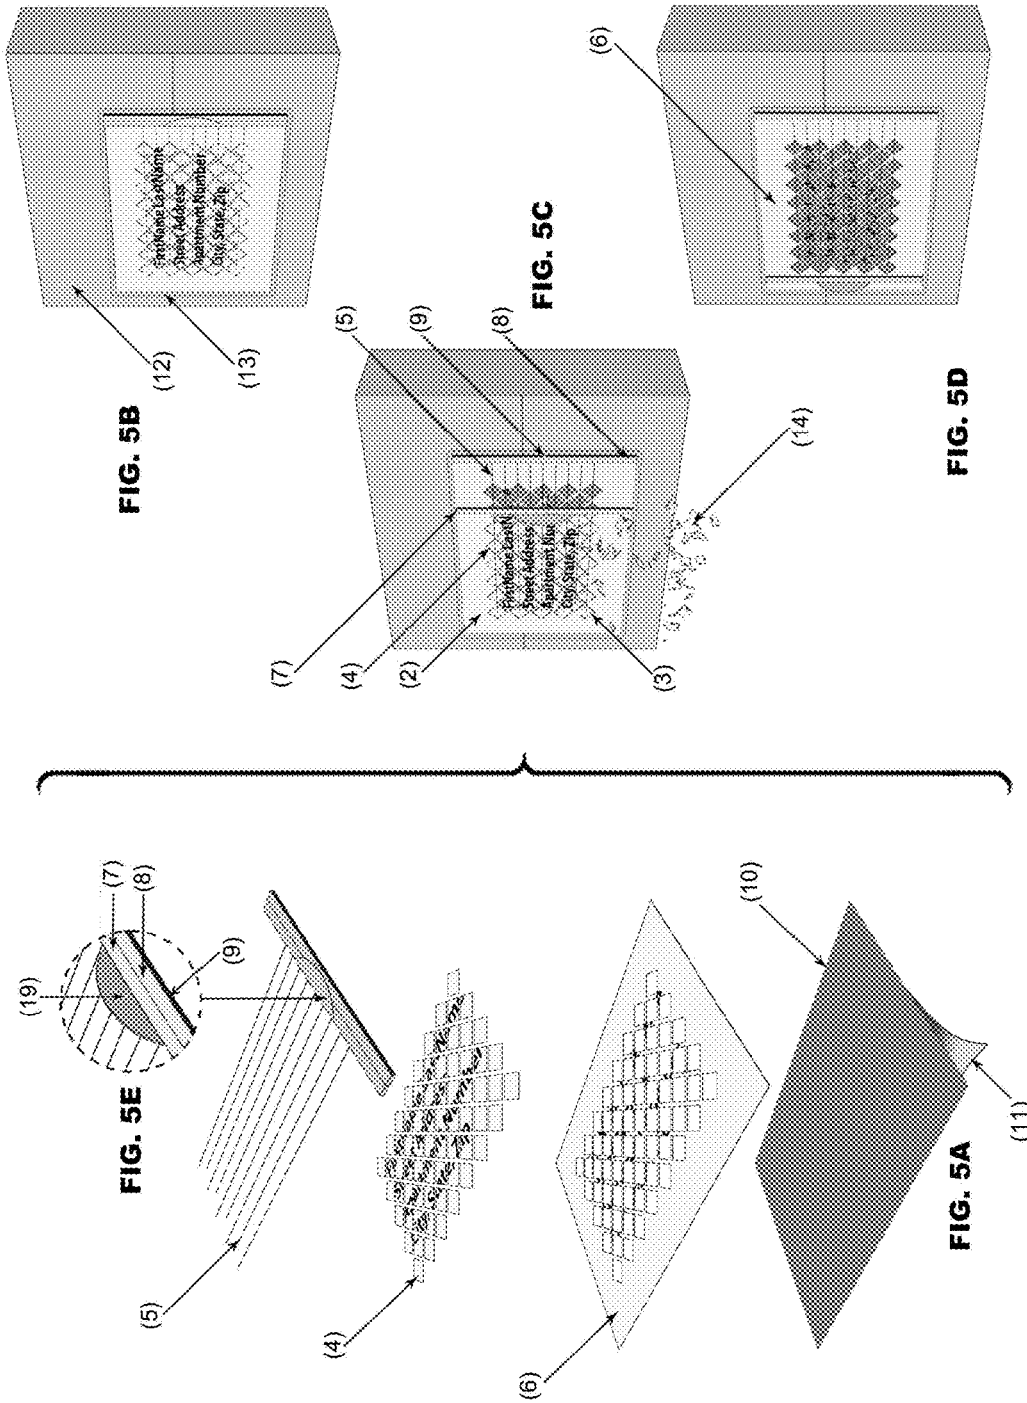 FIG. 5B
(12)
(13)
FirstName LastName
Street Address
Apartment Number
City, State, Zip
FIG. 5C
(5)
(9)
(8)
(7)
(4)
(2)
(3)
(14)
FirstName LastN
Street Address
Apartment Nu
City, State, Zip
FIG. 5D
(6)
FIG. 5E
(19)
(7)
(8)
(9)
(5)
(4)
(6)
(10)
(11)
FIG. 5A